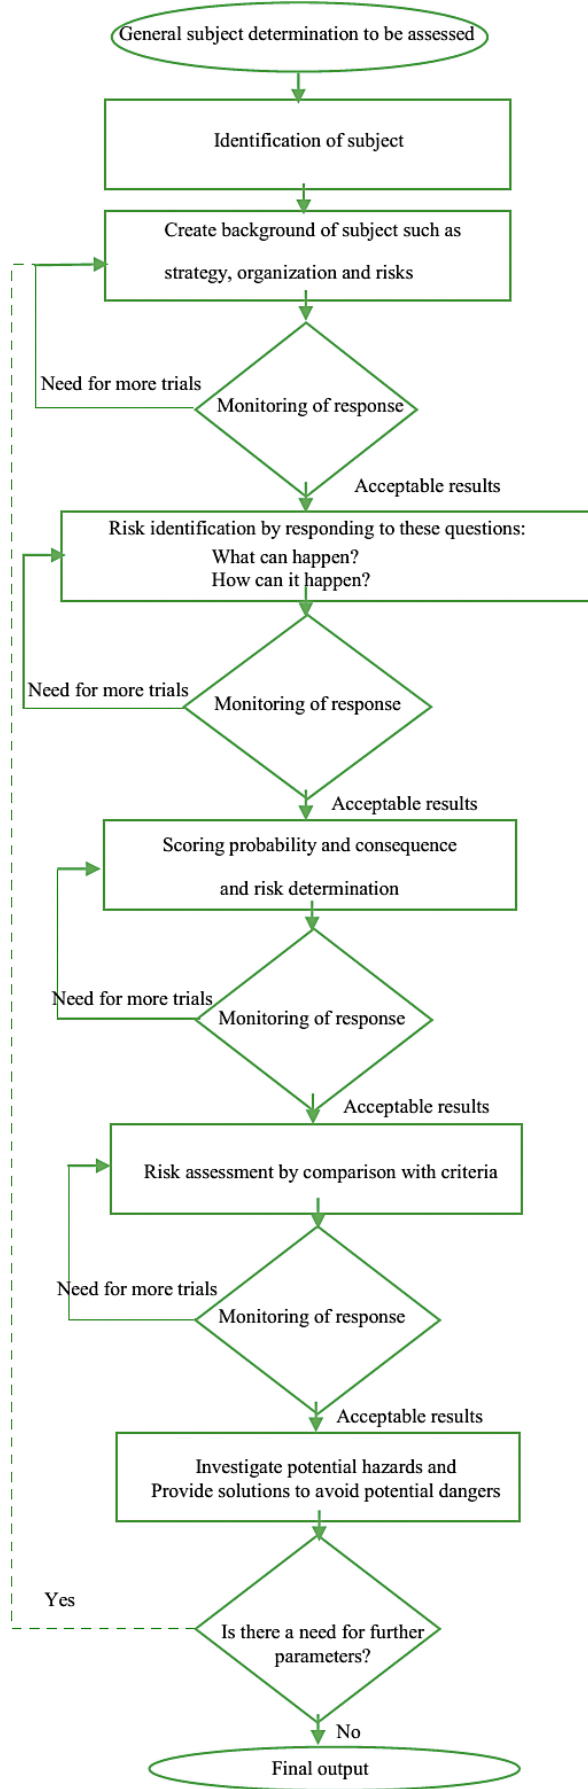 General subject determination to be assessed
Identification of subject
Create background of subject such as
strategy, organization and risks
Need for more trials
Monitoring of response
Acceptable results
Risk identification by responding to these questions:
What can happen?
How can it happen?
Need for more trials
Monitoring of response
Acceptable results
Scoring probability and consequence
and risk determination
Need for more trials
Monitoring of response
Acceptable results
Risk assessment by comparison with criteria
Need for more trials
Monitoring of response
Acceptable results
Investigate potential hazards and
Provide solutions to avoid potential dangers
Yes
Is there a need for further
parameters?
No
Final output